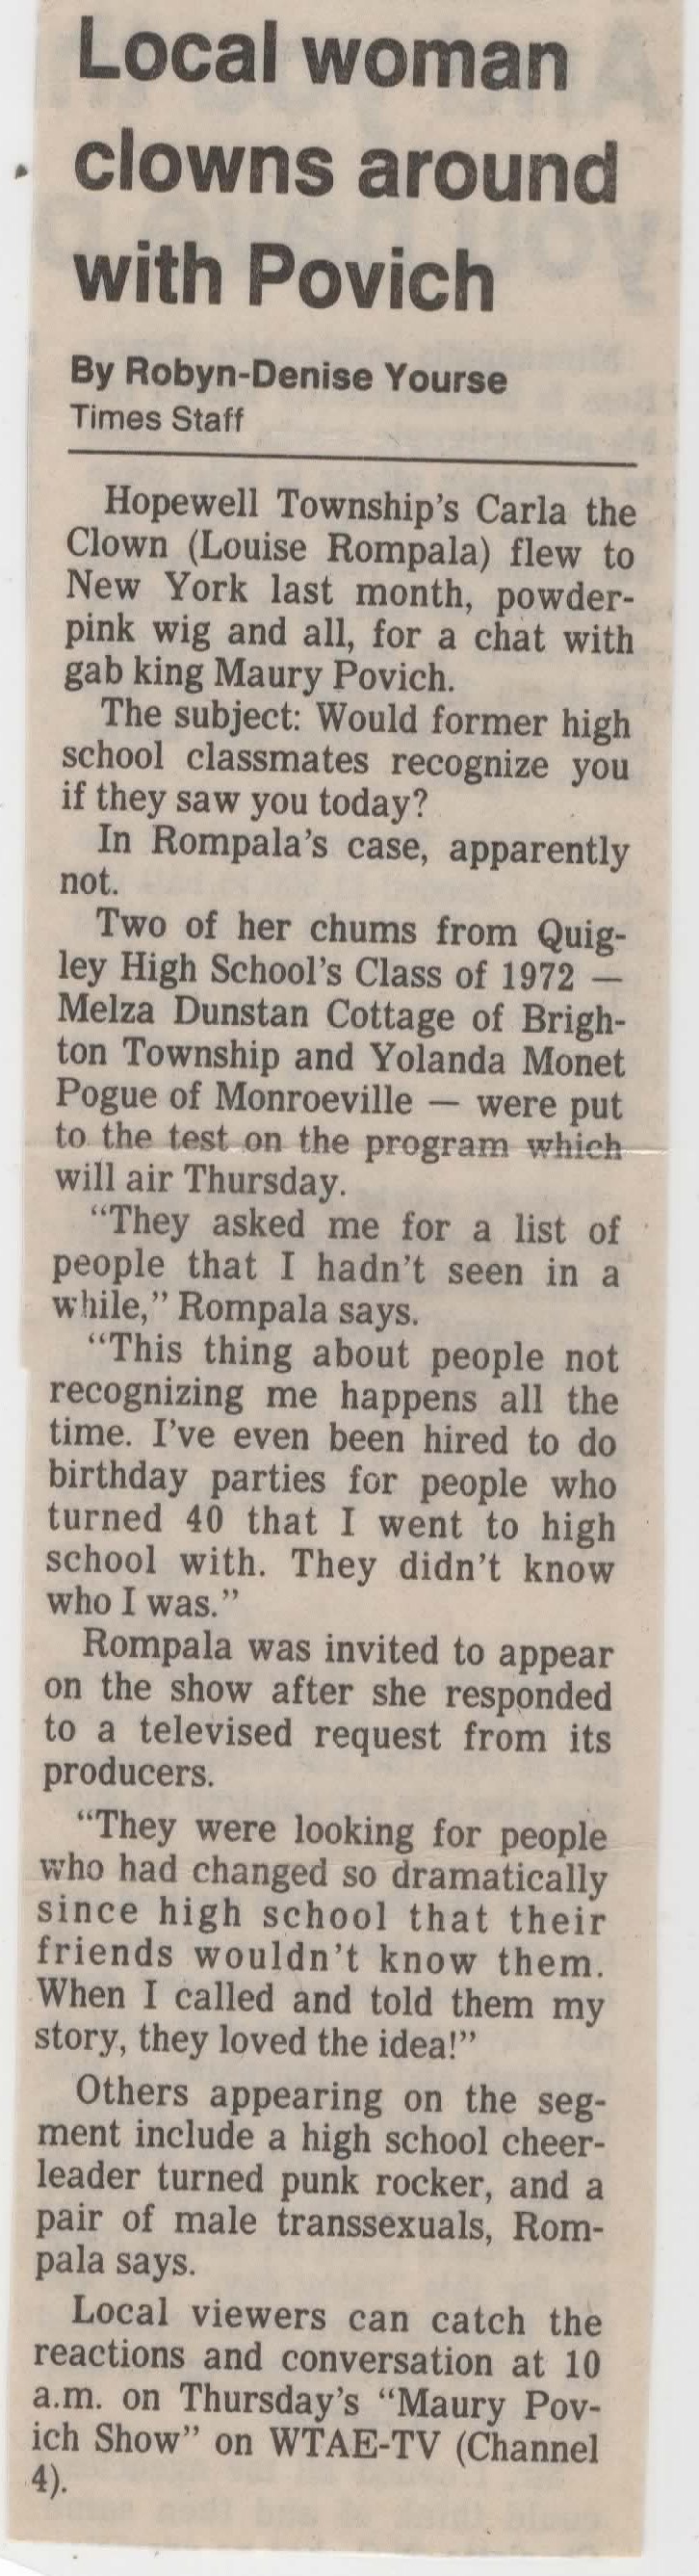 Local woman
clowns around
with Povich
By Robyn-Denise Yourse
Times Staff
Hopewell Township's Carla the
Clown (Louise Rompala) flew to
New York last month, powder-
pink wig and all, for a chat with
gab king Maury Povich.
The subject: Would former high
school classmates recognize you
if they saw you today?
In Rompala's case, apparently
not.
Two of her chums from Quig-
ley High School's Class of 1972 —
Melza Dunstan Cottage of Brigh-
ton Township and Yolanda Monet
Pogue of Monroeville — were put
to the test on the program which
will air Thursday.
"They asked me for a list of
people that I hadn't seen in a
while," Rompala says.
"This thing about people not
recognizing me happens all the
time. I've even been hired to do
birthday parties for people who
turned 40 that I went to high
school with. They didn't know
who I was."
Rompala was invited to appear
on the show after she responded
to a televised request from its
producers.
"They were looking for people
who had changed so dramatically
since high school that their
friends wouldn't know them.
When I called and told them my
story, they loved the idea!"
Others appearing on the seg-
ment include a high school cheer-
leader turned punk rocker, and a
pair of male transsexuals, Rom-
pala says.
Local viewers can catch the
reactions and conversation at 10
a.m. on Thursday's "Maury Pov-
ich Show" on WTAE-TV (Channel
4).